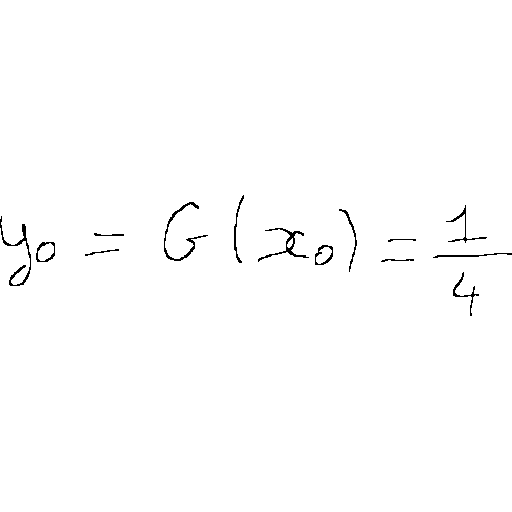 y₀ = G(x₀) = 1/4